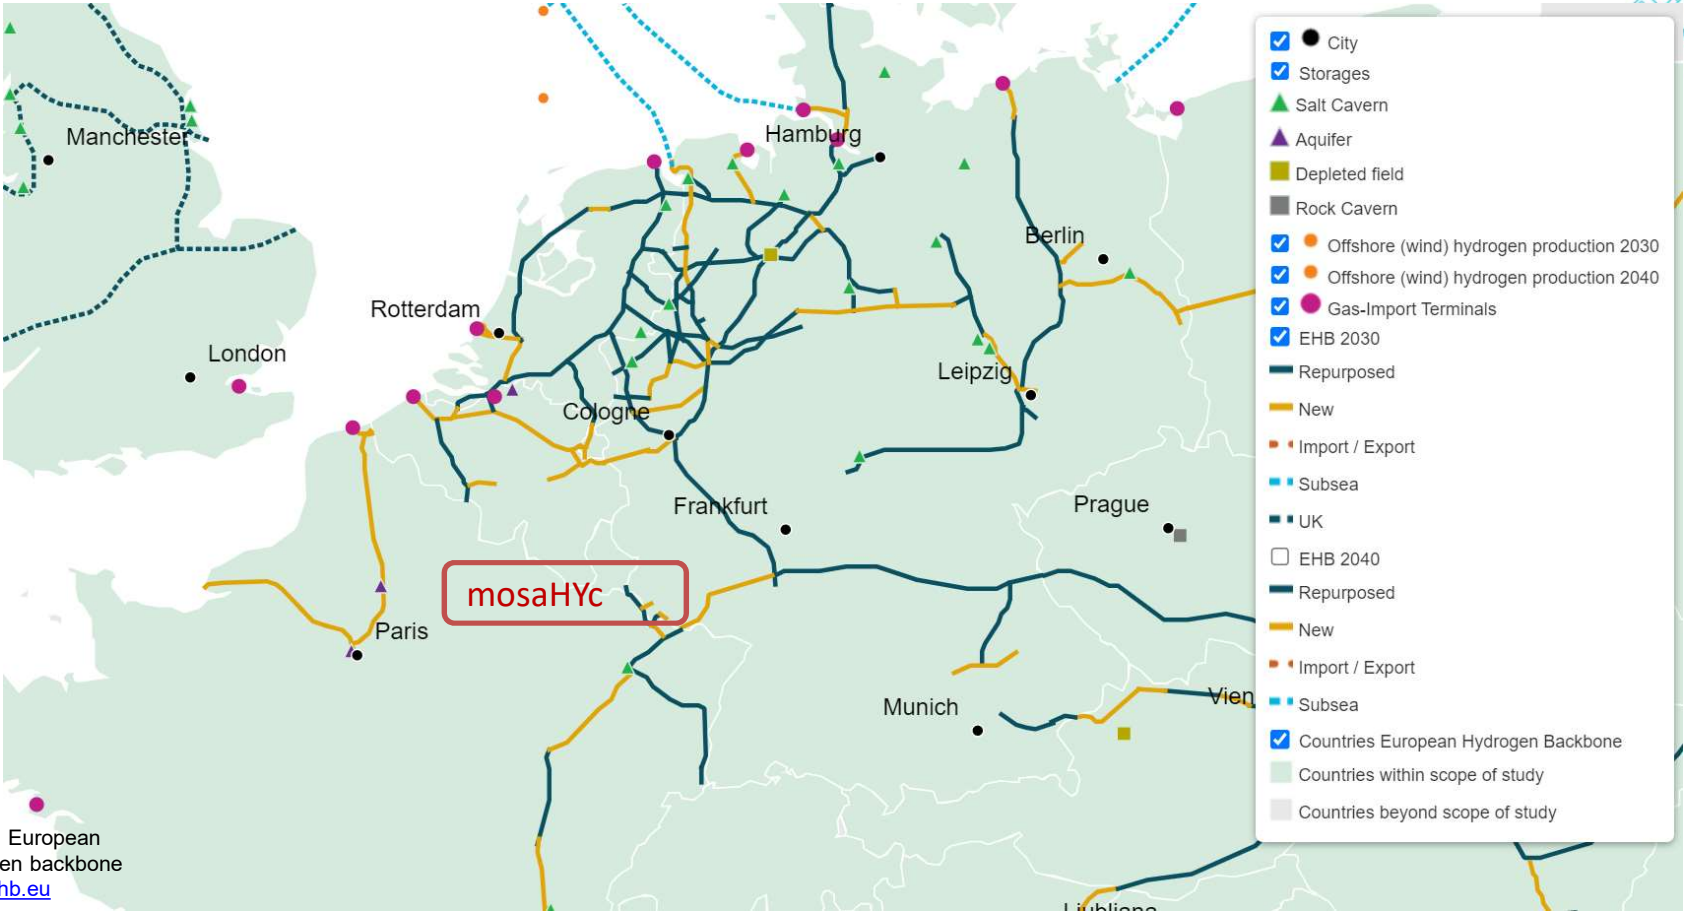 Manchester
Hamburg
Berlin
Rotterdam
London
Leipzig
Cologne
Frankfurt
Prague
mosaHYc
Paris
Munich
Vien
Ljubljana
European
en backbone
hb.eu
City
Storages
Salt Cavern
Aquifer
Depleted field
Rock Cavern
Offshore (wind) hydrogen production 2030
Offshore (wind) hydrogen production 2040
Gas-Import Terminals
EHB 2030
Repurposed
New
Import / Export
Subsea
UK
EHB 2040
Repurposed
New
Import / Export
Subsea
Countries European Hydrogen Backbone
Countries within scope of study
Countries beyond scope of study